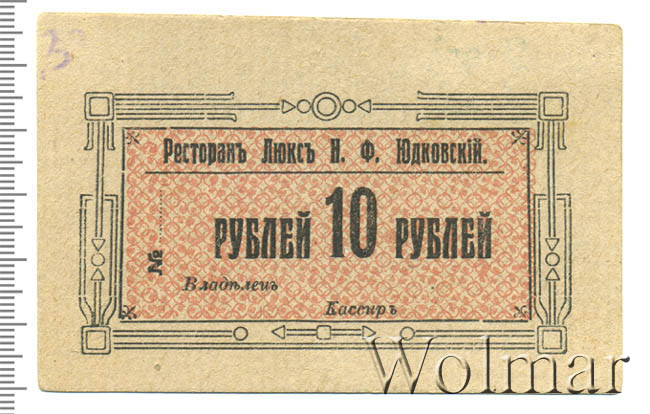 Ресторанъ Люксъ Н. Ф. Юдковскій.
РУБЛЕЙ 10 РУБЛЕЙ
№
Владѣлецъ
Кассиръ
Wolmar